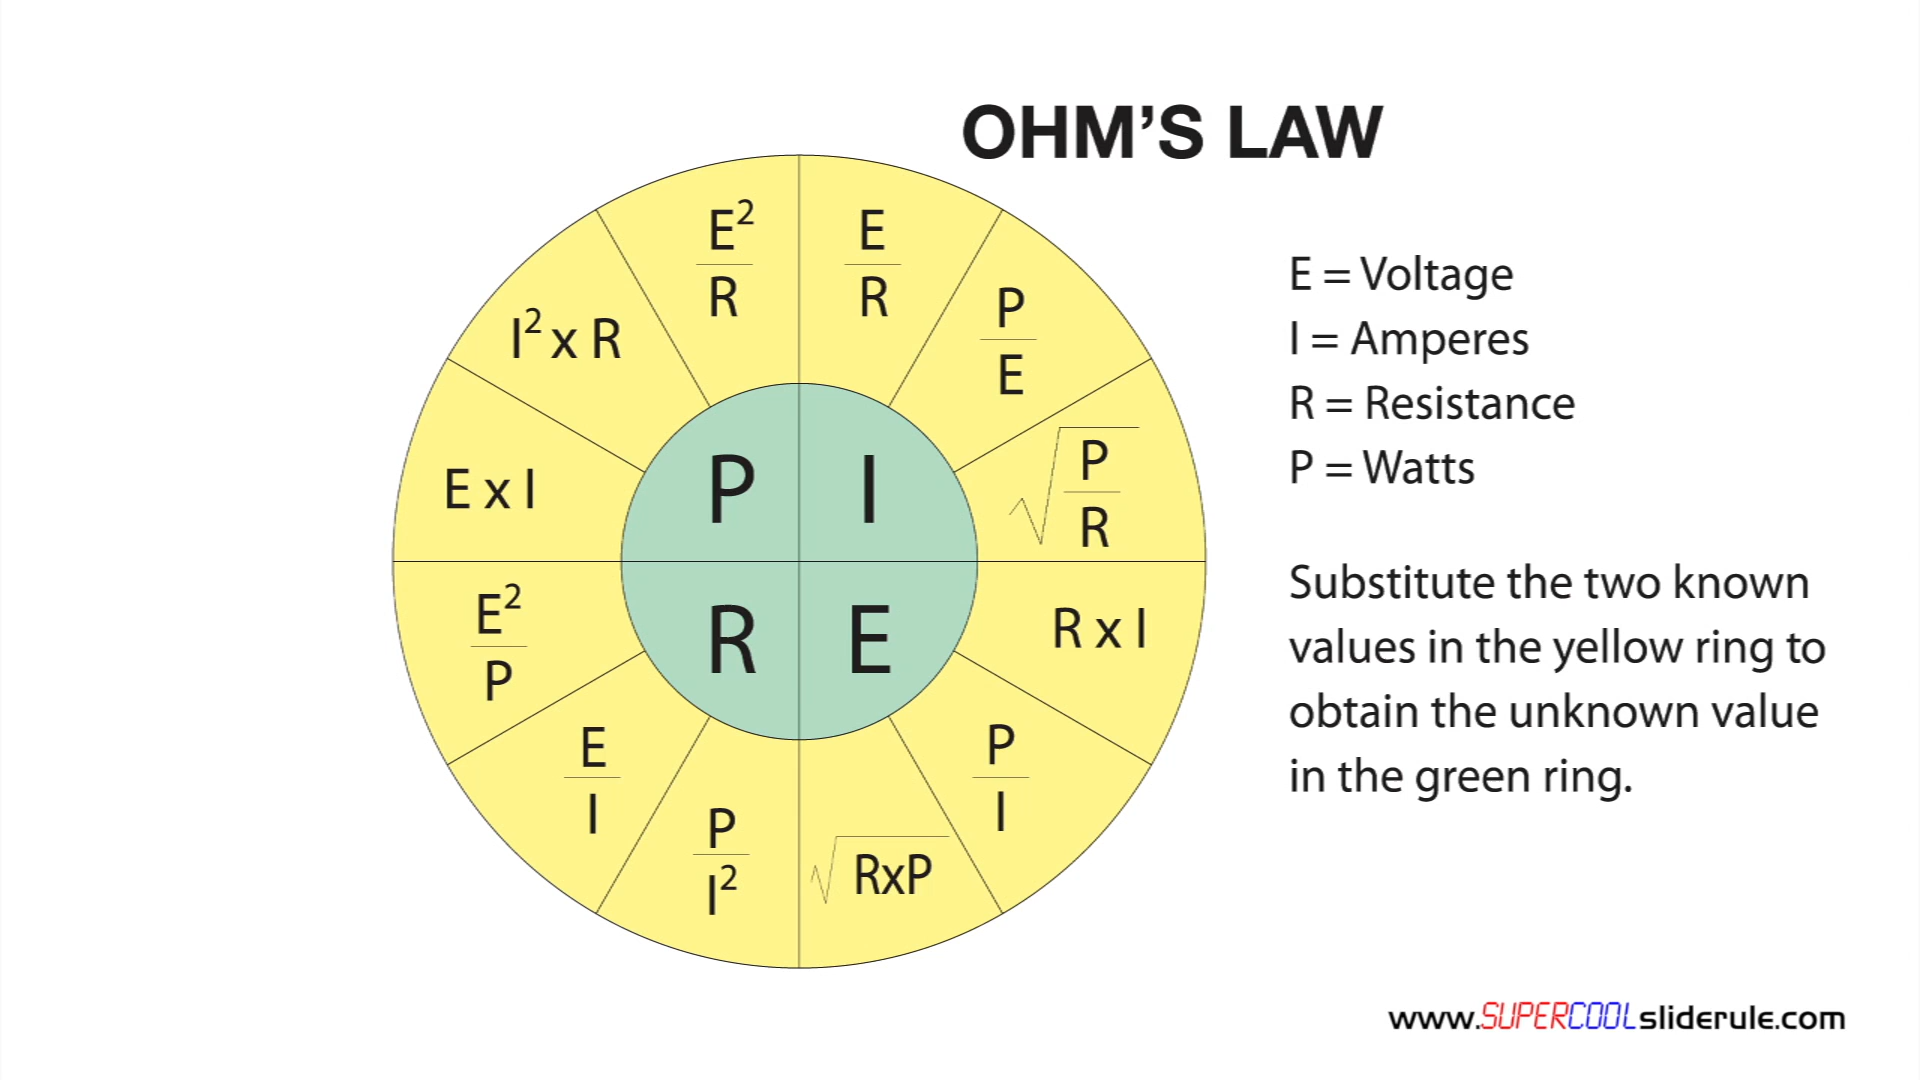 OHM’S LAW
E²
R
E
R
I² x R
P
E
E x I
√P
R
P I
R E
E²
P
R x I
E
I
P
I
P
I²
√RxP
E = Voltage
I = Amperes
R = Resistance
P = Watts
Substitute the two known
values in the yellow ring to
obtain the unknown value
in the green ring.
www.SUPERCOOLsliderule.com